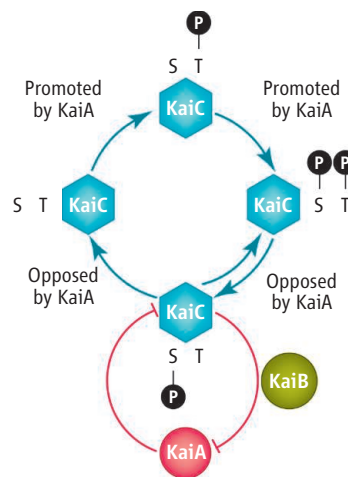 P
S T
KaiC
Promoted
by KaiA
Promoted
by KaiA
S T
KaiC
P P
KaiC
S T
Opposed
by KaiA
Opposed
by KaiA
KaiC
S T
P
KaiB
KaiA